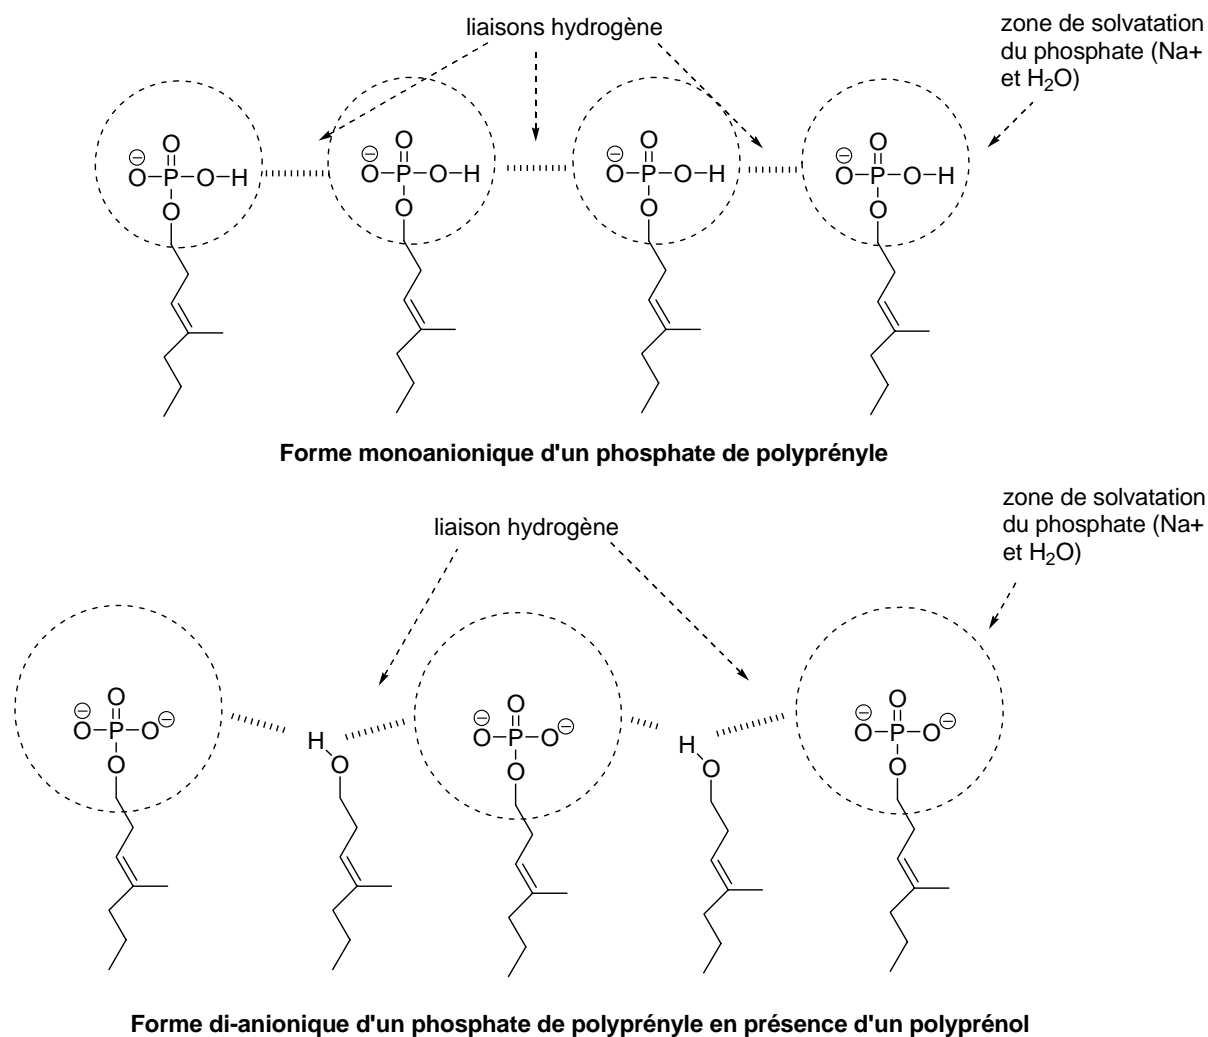 liaisons hydrogène
zone de solvatation
du phosphate (Na+
et H₂O)
O
⊖
O-P-O-H
O
O
⊖
O-P-O-H
O
O
⊖
O-P-O-H
O
O
⊖
O-P-O-H
O
Forme monoanionique d'un phosphate de polyprényle
zone de solvatation
du phosphate (Na+
et H₂O)
liaison hydrogène
O
⊖ ⊖
O-P-O
O
H
O
O
⊖ ⊖
O-P-O
O
H
O
O
⊖ ⊖
O-P-O
O
Forme di-anionique d'un phosphate de polyprényle en présence d'un polyprénol